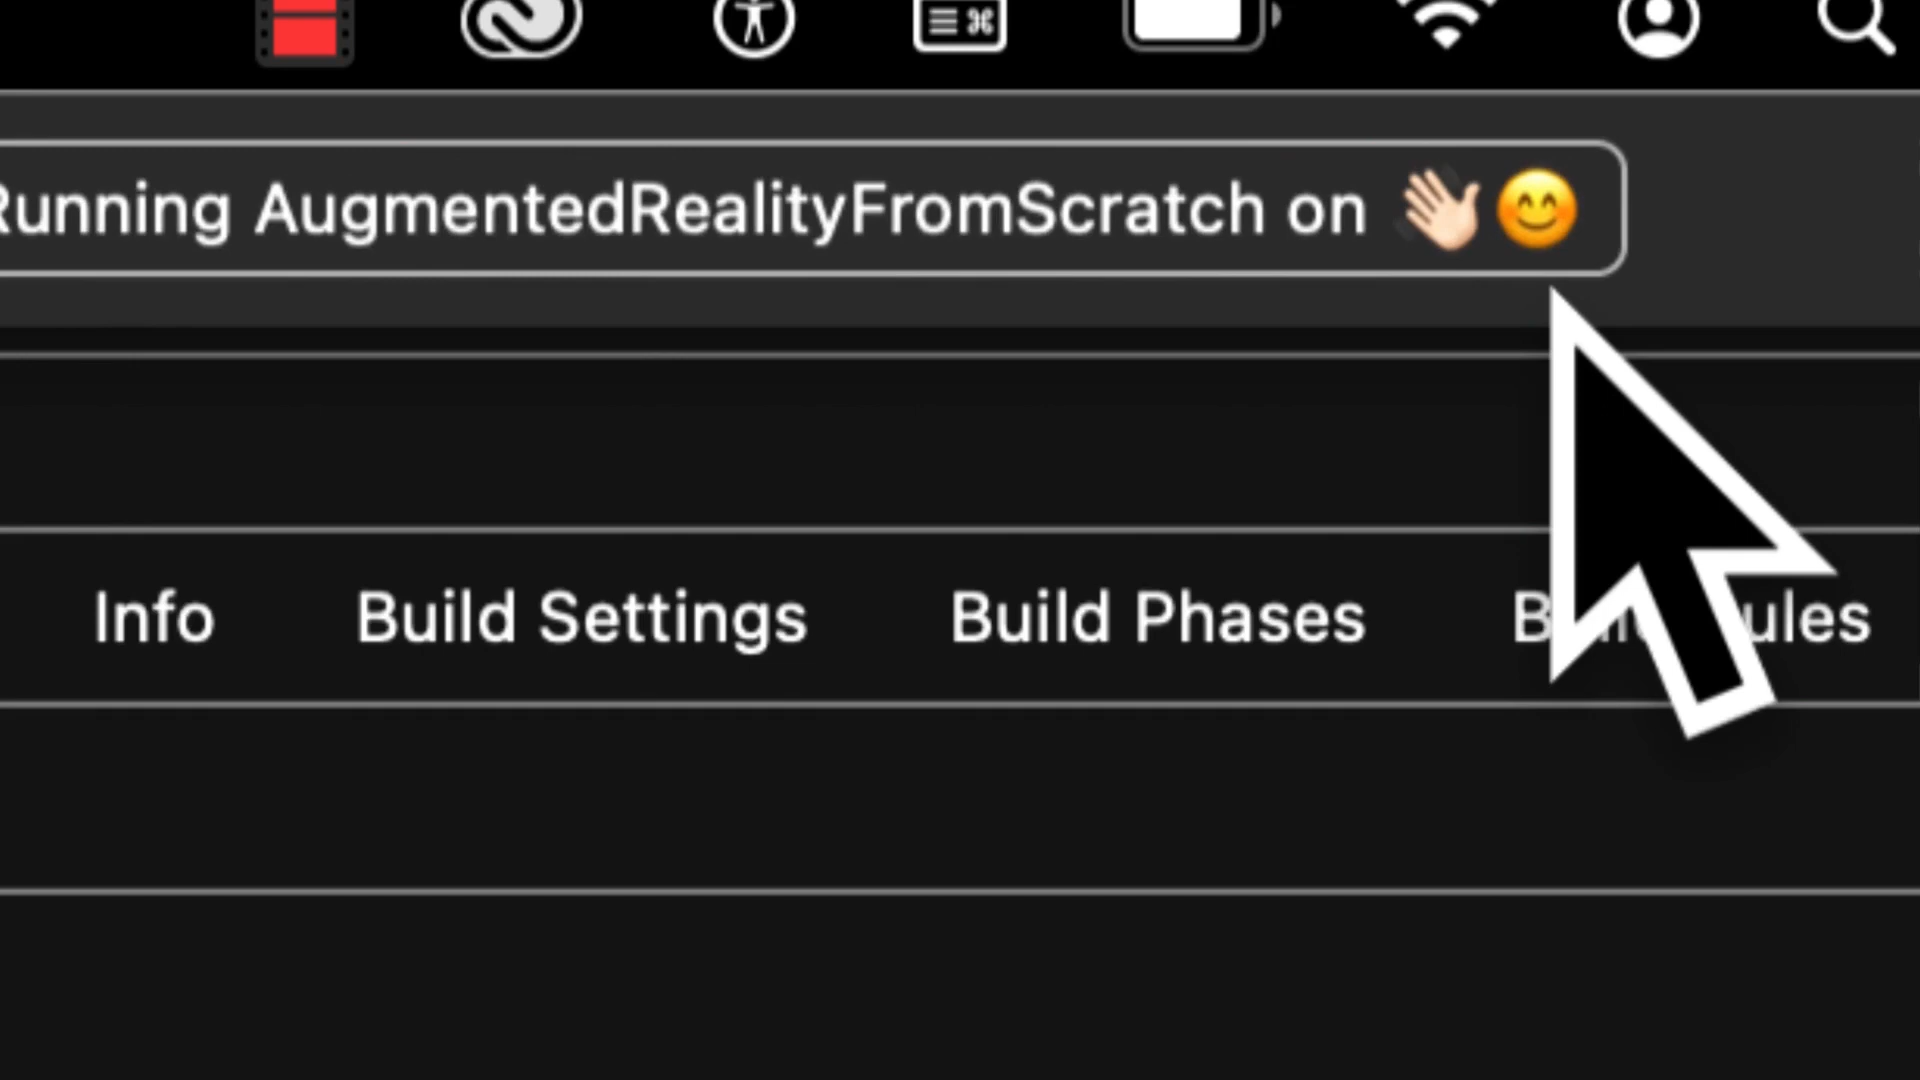 Running AugmentedRealityFromScratch on 👋🏻😊
Info Build Settings Build Phases